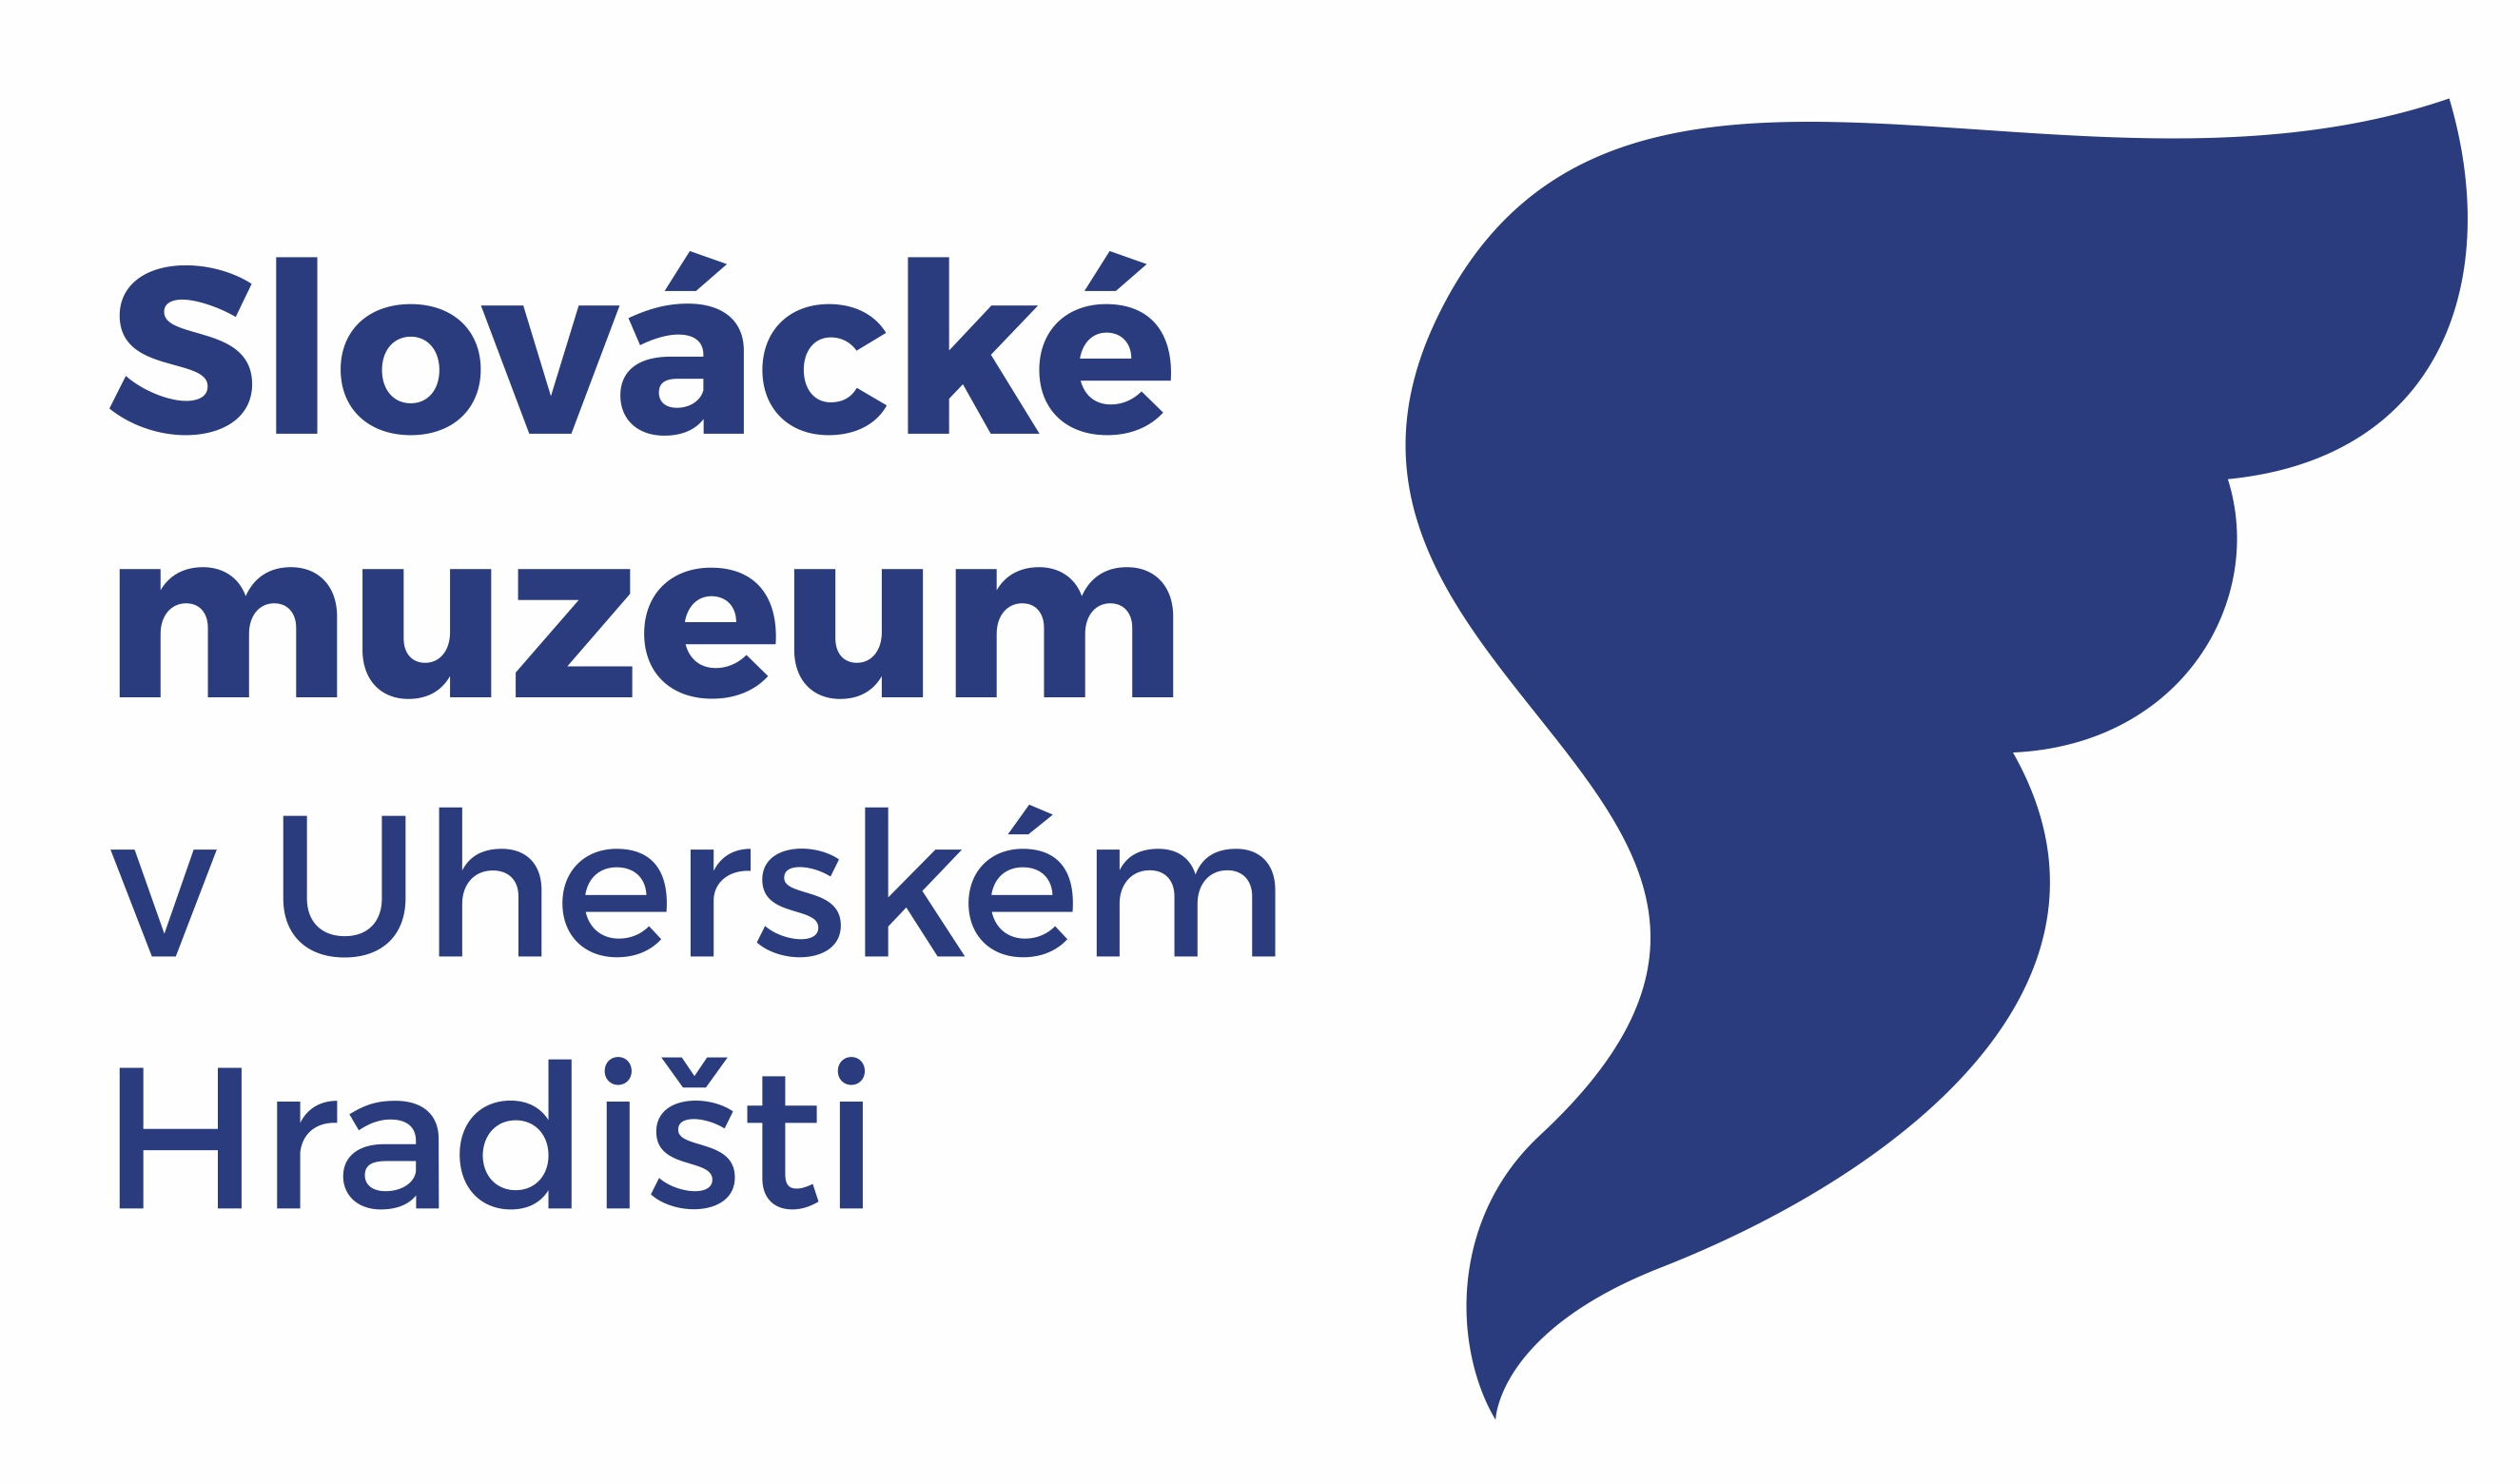 Slovácké
muzeum
v Uherském
Hradišti